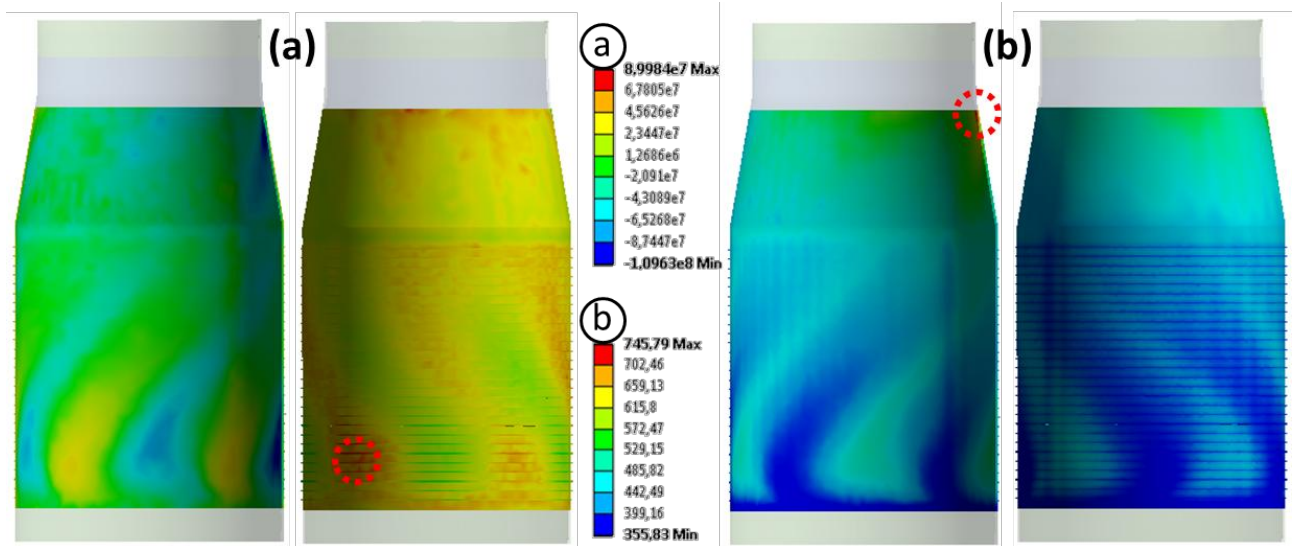 (a)
a
8,9984e7 Max
6,7805e7
4,5626e7
2,3447e7
1,2686e6
-2,091e7
-4,3089e7
-6,5268e7
-8,7447e7
-1,0963e8 Min
b
745,79 Max
702,46
659,13
615,8
572,47
529,15
485,82
442,49
399,16
355,83 Min
(b)